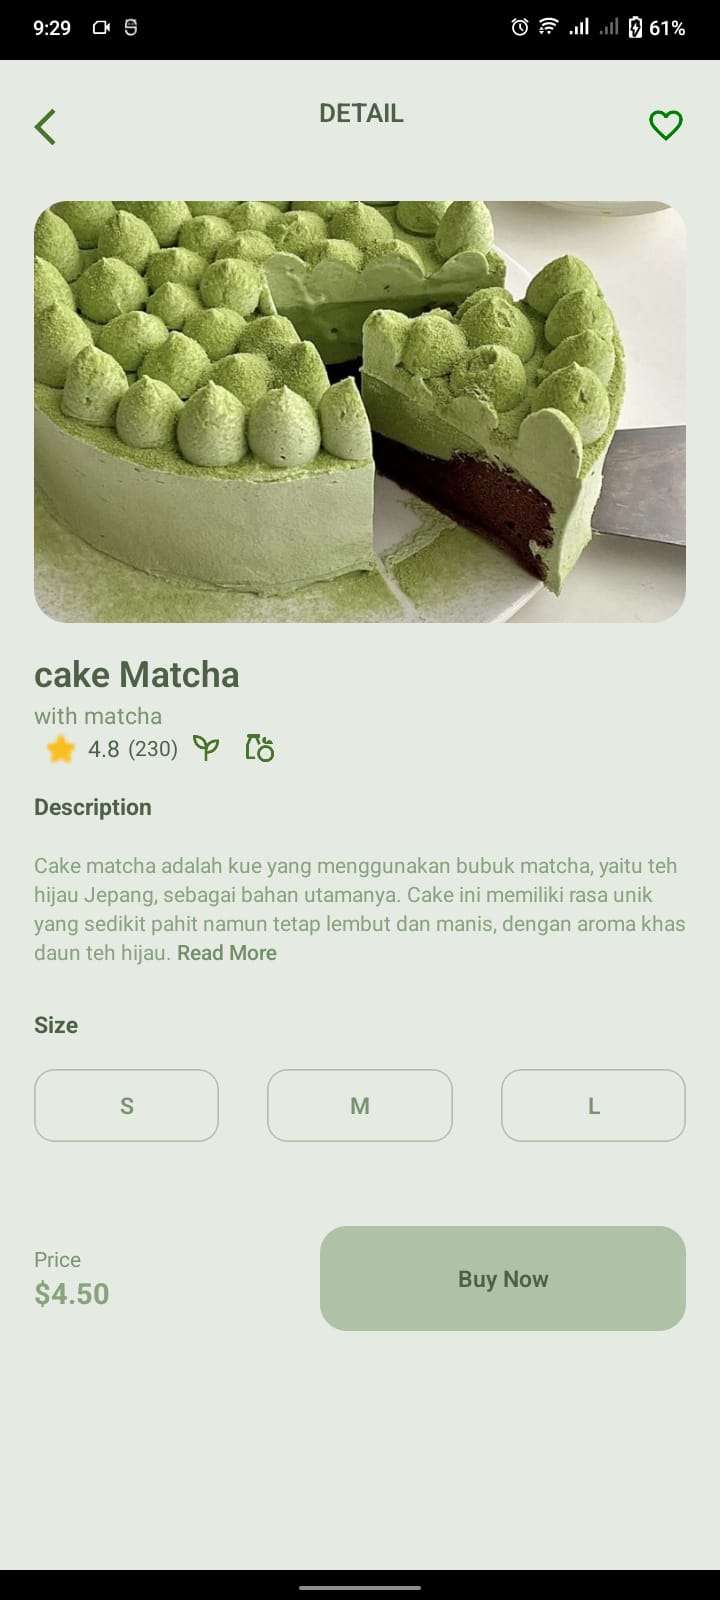 9:29
61%
DETAIL
cake Matcha
with matcha
4.8 (230)
Description
Cake matcha adalah kue yang menggunakan bubuk matcha, yaitu teh
hijau Jepang, sebagai bahan utamanya. Cake ini memiliki rasa unik
yang sedikit pahit namun tetap lembut dan manis, dengan aroma khas
daun teh hijau. Read More
Size
S
M
L
Price
$4.50
Buy Now